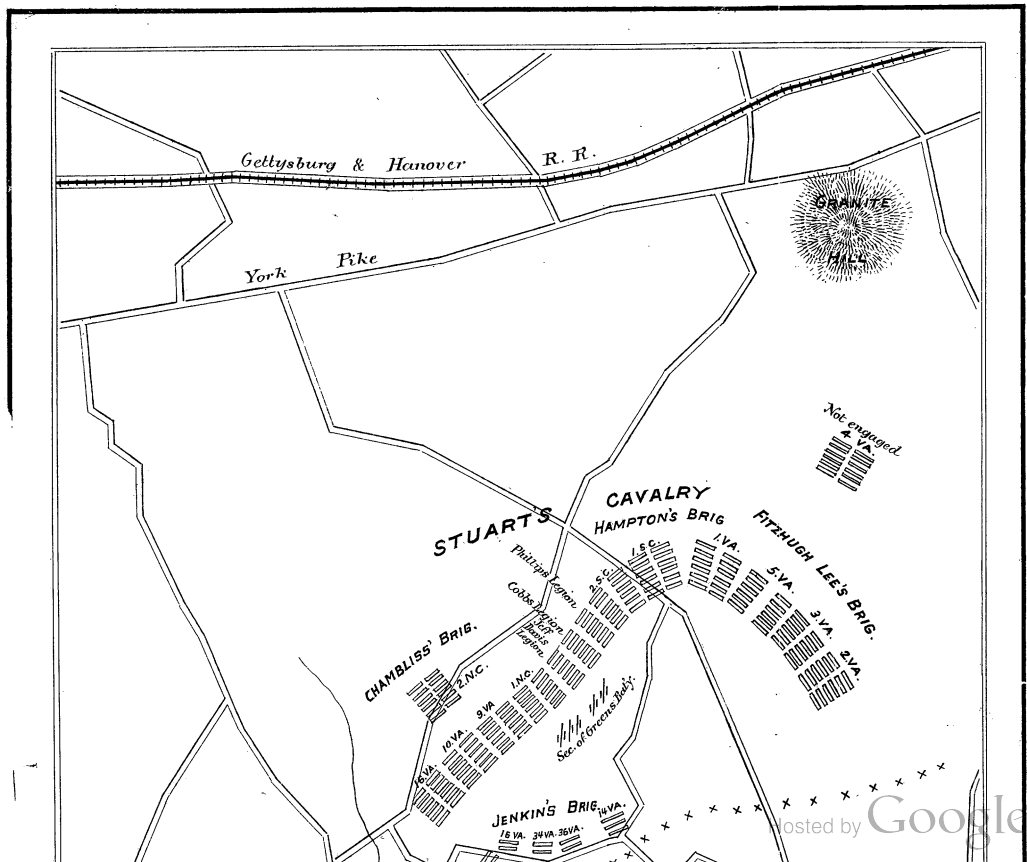 Gettysburg & Hanover R. R.
York Pike
GRANITE
HILL
Not engaged
4 VA.
STUART'S CAVALRY
HAMPTON'S BRIG
FITZHUGH LEE'S BRIG.
1. S C.
1. VA.
5. VA.
3. VA.
2. VA.
2. S. C.
Phillips Legion
Cobbs Legion
Jeff
Davis
Legion
CHAMBLISS' BRIG.
2. N.C.
1. N.C.
9. VA
10. VA.
16. VA.
Sec. of Greens Baty.
JENKIN'S BRIG.
16 VA. 34 VA. 36 VA. 14 VA.
Hosted by Google